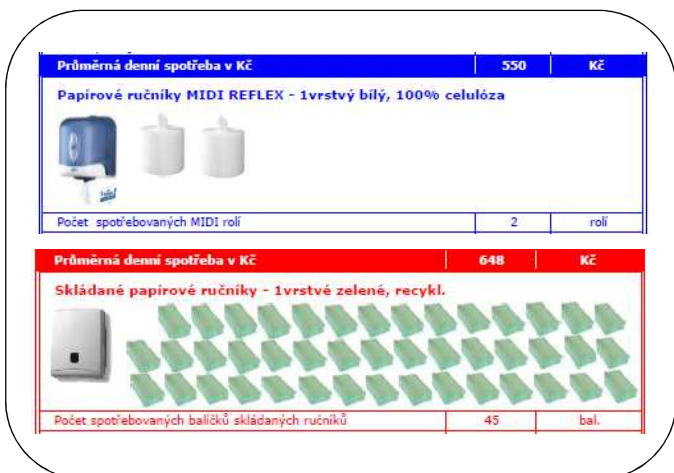 Průměrná denní spotřeba v Kč 550 Kč
Papírové ručníky MIDI REFLEX - 1vrstvý bílý, 100% celulóza
Počet spotřebovaných MIDI rolí 2 rolí
Průměrná denní spotřeba v Kč 648 Kč
Skládané papírové ručníky - 1vrstvé zelené, recykl.
Počet spotřebovaných balíčků skládaných ručníků 45 bal.